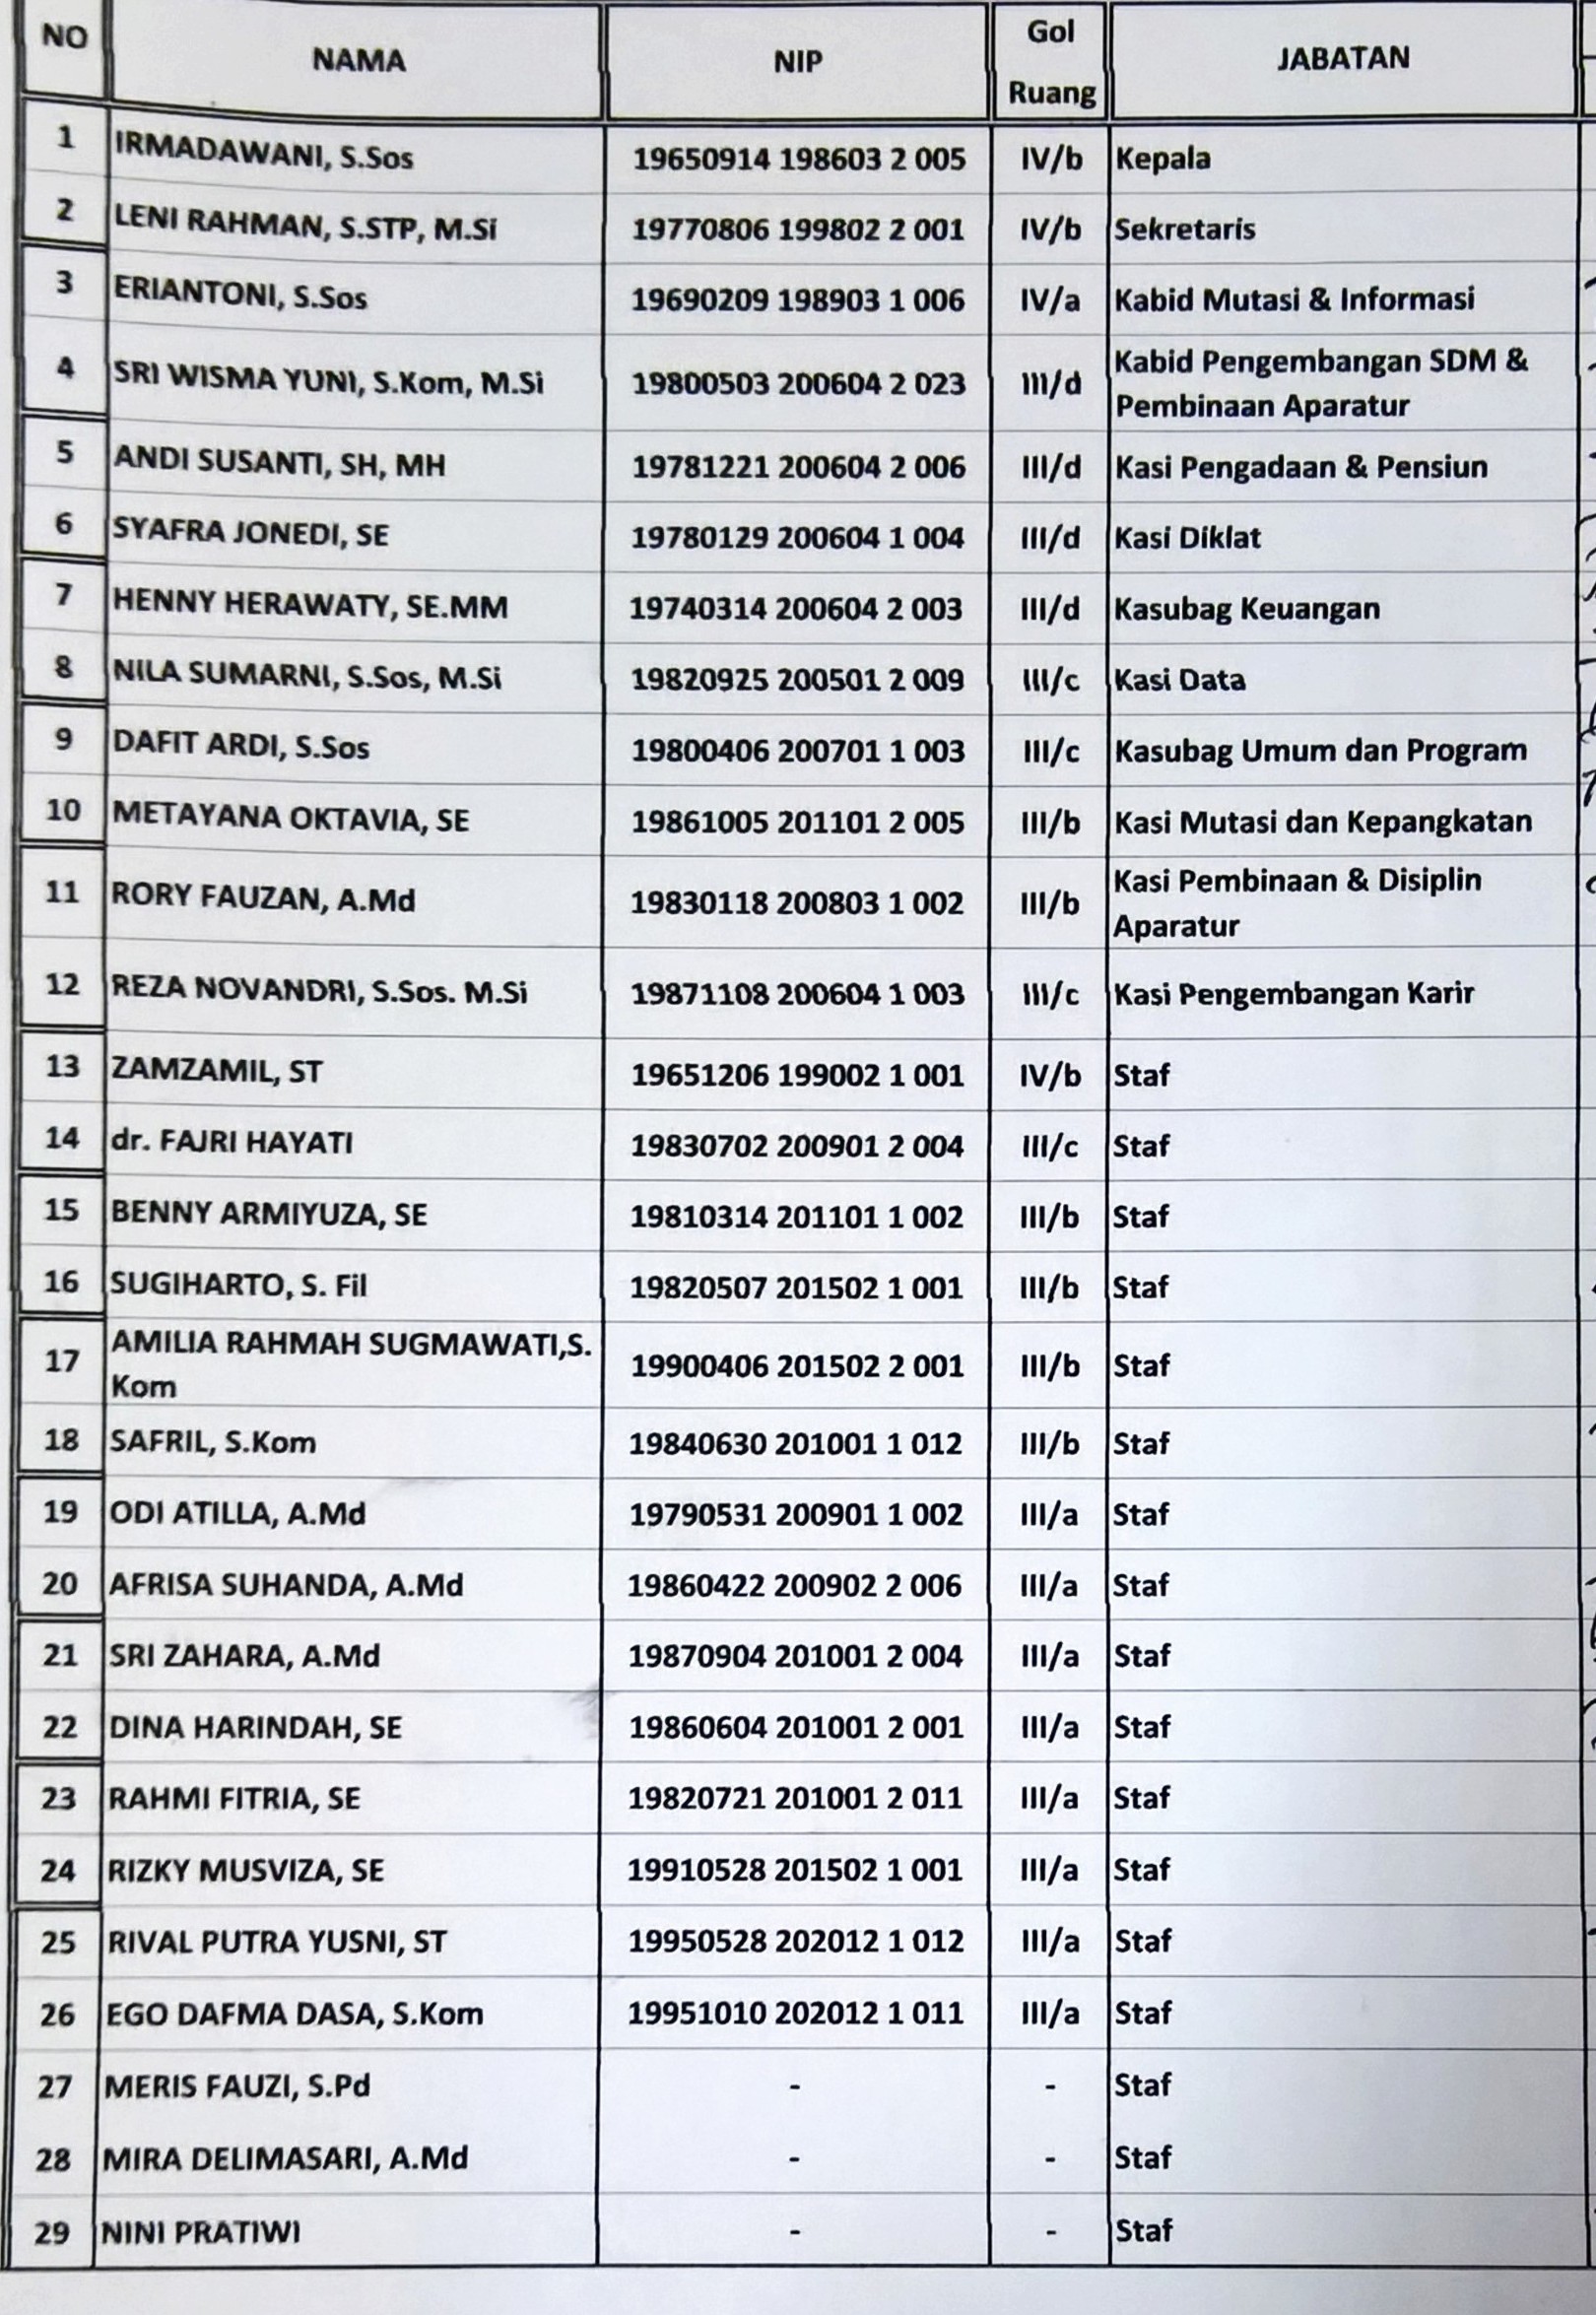 NO NAMA NIP Gol Ruang JABATAN
1 IRMADAWANI, S.Sos 19650914 198603 2 005 IV/b Kepala
2 LENI RAHMAN, S.STP, M.Si 19770806 199802 2 001 IV/b Sekretaris
3 ERIANTONI, S.Sos 19690209 198903 1 006 IV/a Kabid Mutasi & Informasi
4 SRI WISMA YUNI, S.Kom, M.Si 19800503 200604 2 023 III/d Kabid Pengembangan SDM &
Pembinaan Aparatur
5 ANDI SUSANTI, SH, MH 19781221 200604 2 006 III/d Kasi Pengadaan & Pensiun
6 SYAFRA JONEDI, SE 19780129 200604 1 004 III/d Kasi Diklat
7 HENNY HERAWATY, SE.MM 19740314 200604 2 003 III/d Kasubag Keuangan
8 NILA SUMARNI, S.Sos, M.Si 19820925 200501 2 009 III/c Kasi Data
9 DAFIT ARDI, S.Sos 19800406 200701 1 003 III/c Kasubag Umum dan Program
10 METAYANA OKTAVIA, SE 19861005 201101 2 005 III/b Kasi Mutasi dan Kepangkatan
11 RORY FAUZAN, A.Md 19830118 200803 1 002 III/b Kasi Pembinaan & Disiplin
Aparatur
12 REZA NOVANDRI, S.Sos. M.Si 19871108 200604 1 003 III/c Kasi Pengembangan Karir
13 ZAMZAMIL, ST 19651206 199002 1 001 IV/b Staf
14 dr. FAJRI HAYATI 19830702 200901 2 004 III/c Staf
15 BENNY ARMIYUZA, SE 19810314 201101 1 002 III/b Staf
16 SUGIHARTO, S. Fil 19820507 201502 1 001 III/b Staf
17 AMILIA RAHMAH SUGMAWATI,S.
Kom 19900406 201502 2 001 III/b Staf
18 SAFRIL, S.Kom 19840630 201001 1 012 III/b Staf
19 ODI ATILLA, A.Md 19790531 200901 1 002 III/a Staf
20 AFRISA SUHANDA, A.Md 19860422 200902 2 006 III/a Staf
21 SRI ZAHARA, A.Md 19870904 201001 2 004 III/a Staf
22 DINA HARINDAH, SE 19860604 201001 2 001 III/a Staf
23 RAHMI FITRIA, SE 19820721 201001 2 011 III/a Staf
24 RIZKY MUSVIZA, SE 19910528 201502 1 001 III/a Staf
25 RIVAL PUTRA YUSNI, ST 19950528 202012 1 012 III/a Staf
26 EGO DAFMA DASA, S.Kom 19951010 202012 1 011 III/a Staf
27 MERIS FAUZI, S.Pd - - Staf
28 MIRA DELIMASARI, A.Md - - Staf
29 NINI PRATIWI - - Staf